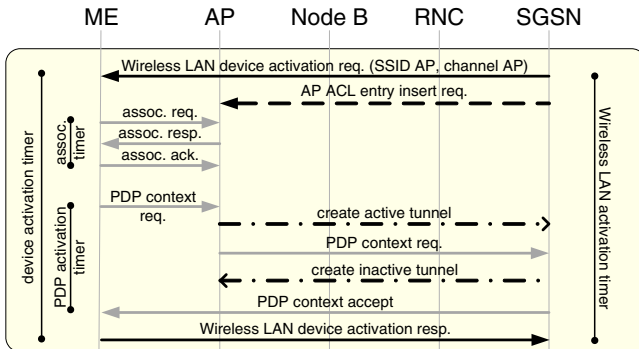 ME AP Node B RNC SGSN
Wireless LAN device activation req. (SSID AP, channel AP)
AP ACL entry insert req.
assoc. req.
assoc. resp.
assoc. ack.
PDP context
req.
create active tunnel
PDP context req.
create inactive tunnel
PDP context accept
Wireless LAN device activation resp.
device activation timer
assoc.
timer
PDP activation
timer
Wireless LAN activation timer